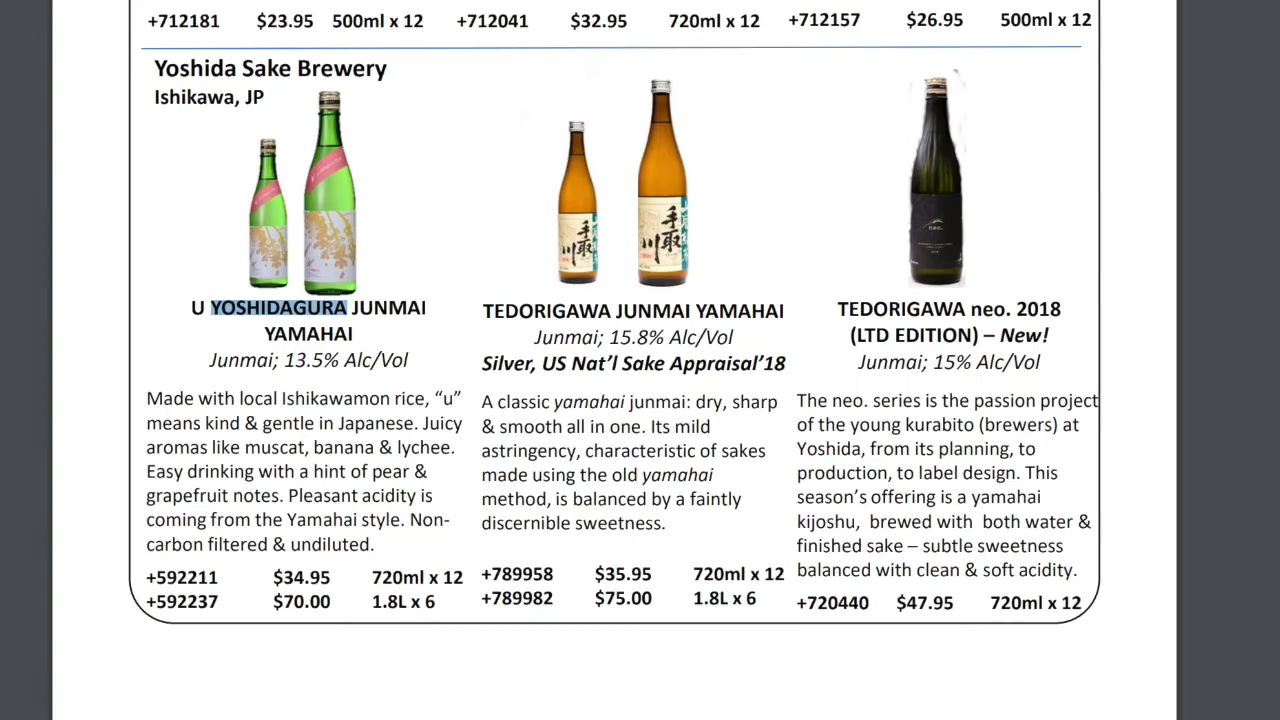 +712181 $23.95 500ml x 12 +712041 $32.95 720ml x 12 +712157 $26.95 500ml x 12
Yoshida Sake Brewery
Ishikawa, JP
手取川
手取川
neo.
U YOSHIDAGURA JUNMAI
YAMAHAI
Junmai; 13.5% Alc/Vol
Made with local Ishikawamon rice, “u”
means kind & gentle in Japanese. Juicy
aromas like muscat, banana & lychee.
Easy drinking with a hint of pear &
grapefruit notes. Pleasant acidity is
coming from the Yamahai style. Non-
carbon filtered & undiluted.
+592211 $34.95 720ml x 12
+592237 $70.00 1.8L x 6
TEDORIGAWA JUNMAI YAMAHAI
Junmai; 15.8% Alc/Vol
Silver, US Nat’l Sake Appraisal’18
A classic yamahai junmai: dry, sharp
& smooth all in one. Its mild
astringency, characteristic of sakes
made using the old yamahai
method, is balanced by a faintly
discernible sweetness.
+789958 $35.95 720ml x 12
+789982 $75.00 1.8L x 6
TEDORIGAWA neo. 2018
(LTD EDITION) – New!
Junmai; 15% Alc/Vol
The neo. series is the passion project
of the young kurabito (brewers) at
Yoshida, from its planning, to
production, to label design. This
season’s offering is a yamahai
kijoshu, brewed with both water &
finished sake – subtle sweetness
balanced with clean & soft acidity.
+720440 $47.95 720ml x 12